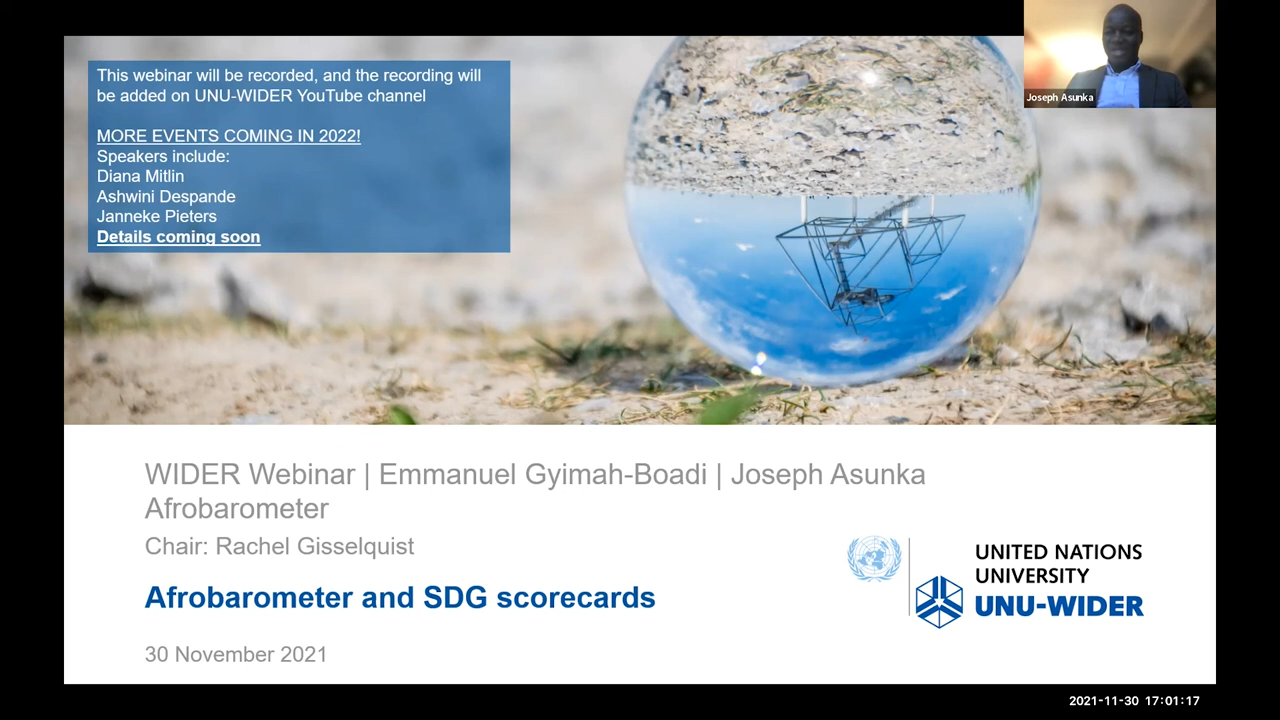 This webinar will be recorded, and the recording will
be added on UNU-WIDER YouTube channel
MORE EVENTS COMING IN 2022!
Speakers include:
Diana Mitlin
Ashwini Despande
Janneke Pieters
Details coming soon
Joseph Asunka
WIDER Webinar | Emmanuel Gyimah-Boadi | Joseph Asunka
Afrobarometer
Chair: Rachel Gisselquist
Afrobarometer and SDG scorecards
30 November 2021
UNITED NATIONS
UNIVERSITY
UNU-WIDER
2021-11-30 17:01:17